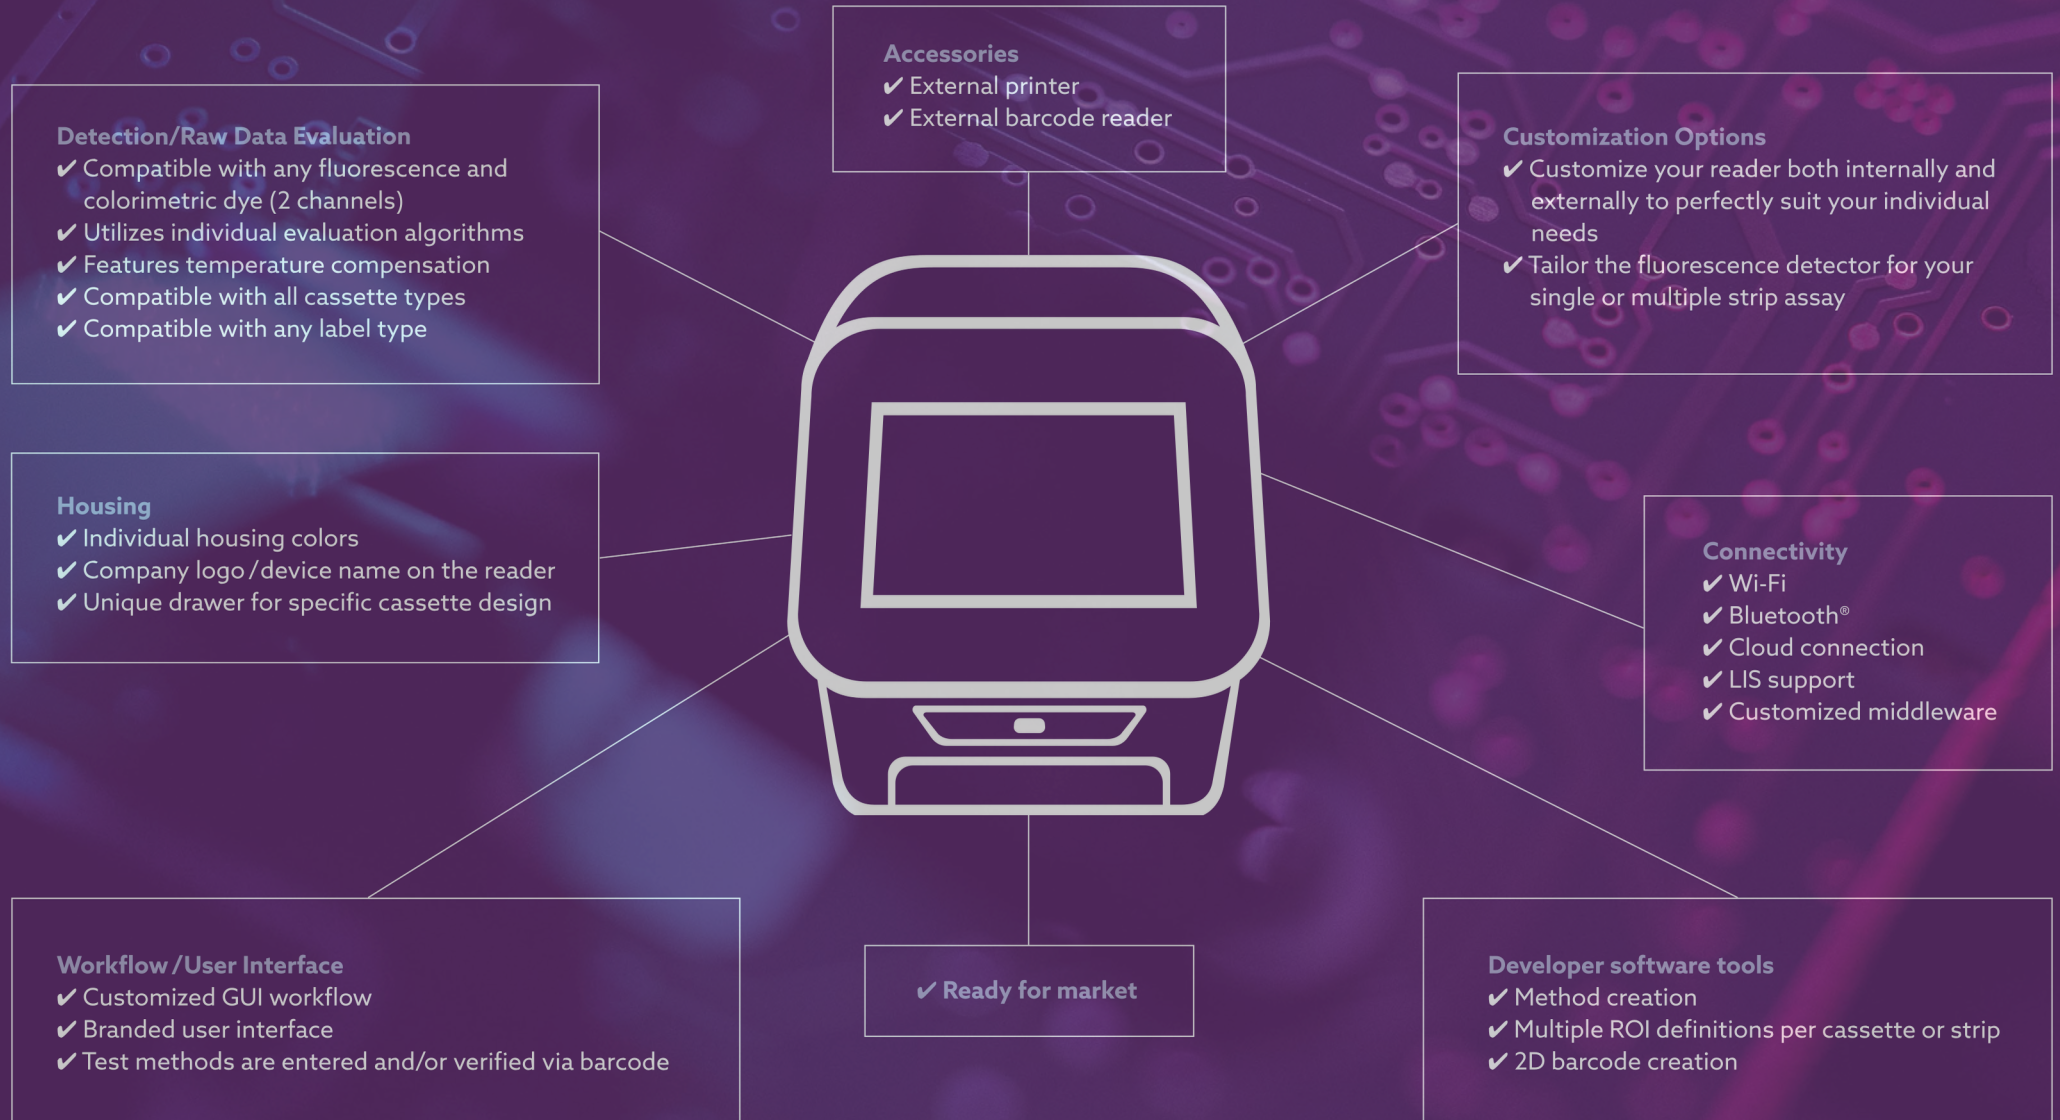 Accessories
✔ External printer
✔ External barcode reader
Detection/Raw Data Evaluation
✔ Compatible with any fluorescence and
colorimetric dye (2 channels)
✔ Utilizes individual evaluation algorithms
✔ Features temperature compensation
✔ Compatible with all cassette types
✔ Compatible with any label type
Customization Options
✔ Customize your reader both internally and
externally to perfectly suit your individual
needs
✔ Tailor the fluorescence detector for your
single or multiple strip assay
Housing
✔ Individual housing colors
✔ Company logo/device name on the reader
✔ Unique drawer for specific cassette design
Connectivity
✔ Wi-Fi
✔ Bluetooth®
✔ Cloud connection
✔ LIS support
✔ Customized middleware
Workflow/User Interface
✔ Customized GUI workflow
✔ Branded user interface
✔ Test methods are entered and/or verified via barcode
✔ Ready for market
Developer software tools
✔ Method creation
✔ Multiple ROI definitions per cassette or strip
✔ 2D barcode creation